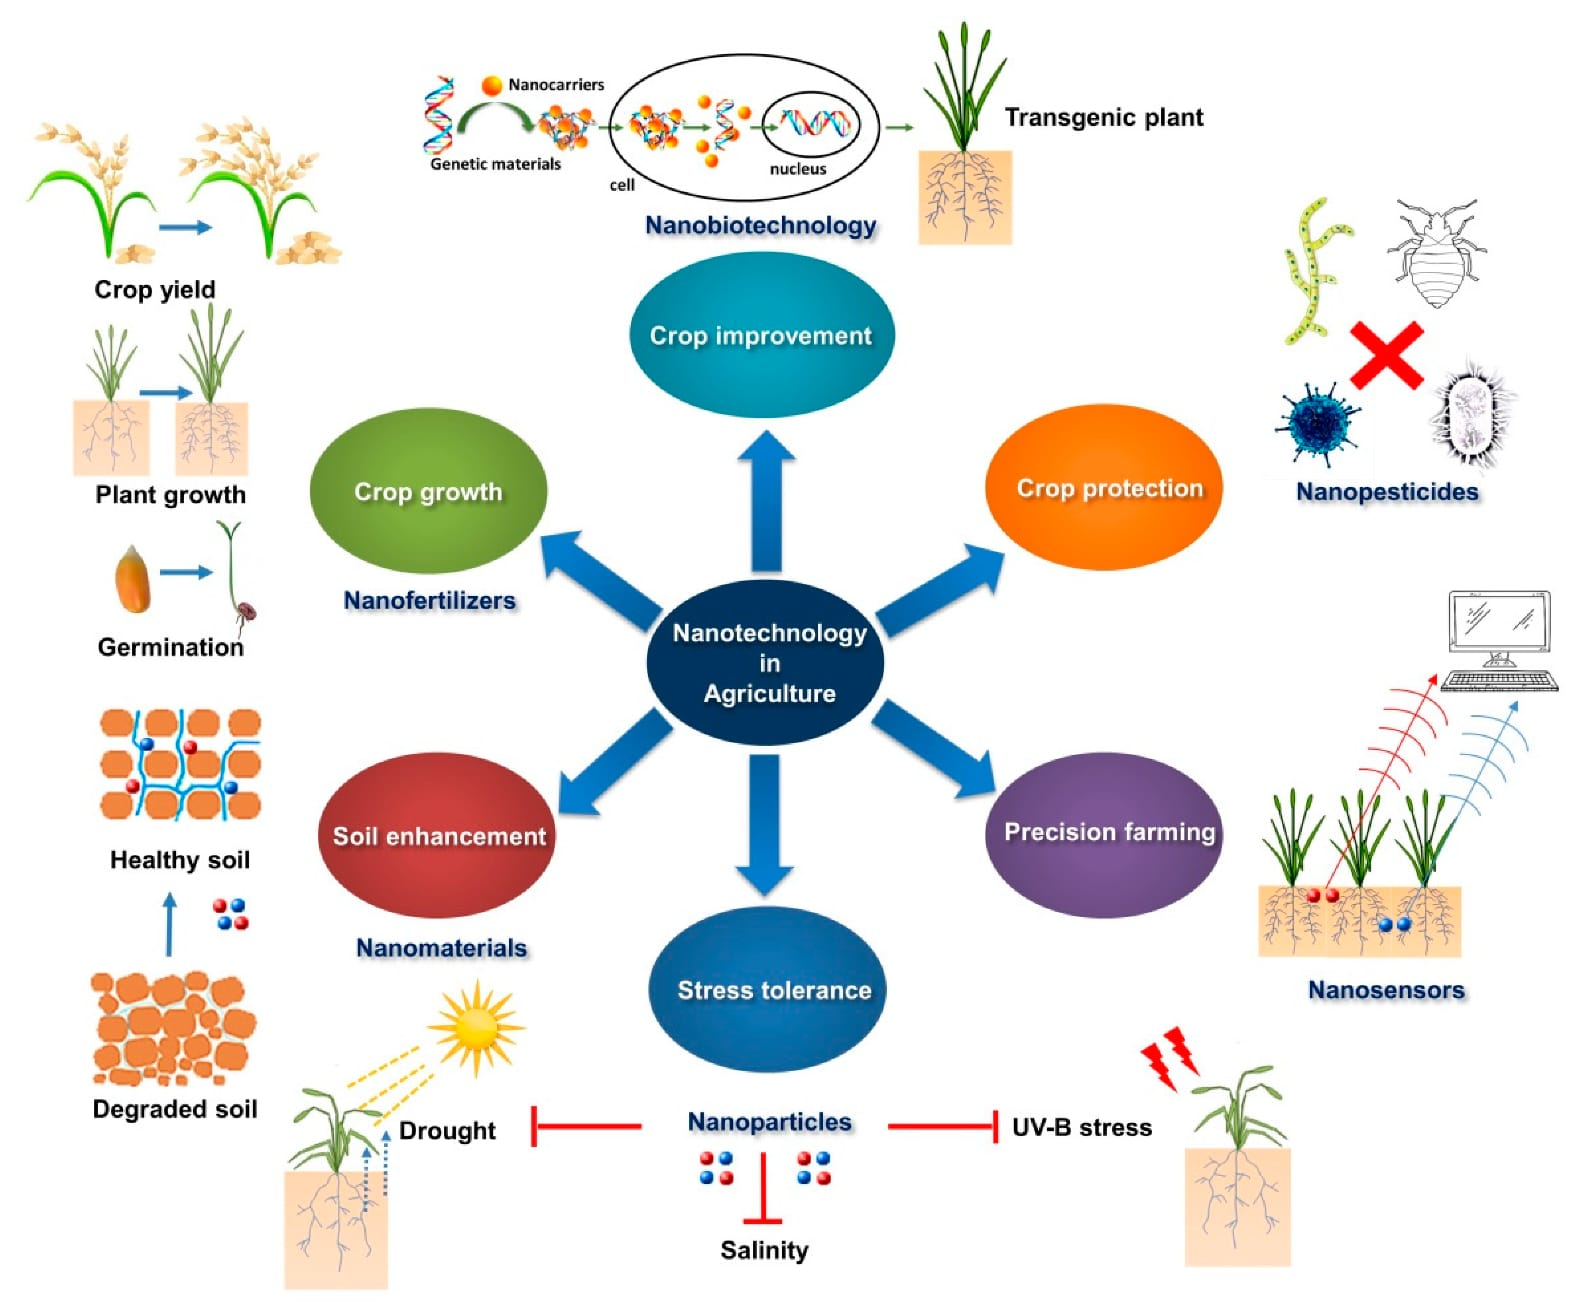 Nanocarriers
Genetic materials
cell
nucleus
Transgenic plant
Nanobiotechnology
Crop improvement
Crop yield
Plant growth
Germination
Crop growth
Nanofertilizers
Crop protection
Nanopesticides
Nanotechnology
in
Agriculture
Healthy soil
Degraded soil
Soil enhancement
Nanomaterials
Precision farming
Nanosensors
Stress tolerance
Drought
Nanoparticles
UV-B stress
Salinity